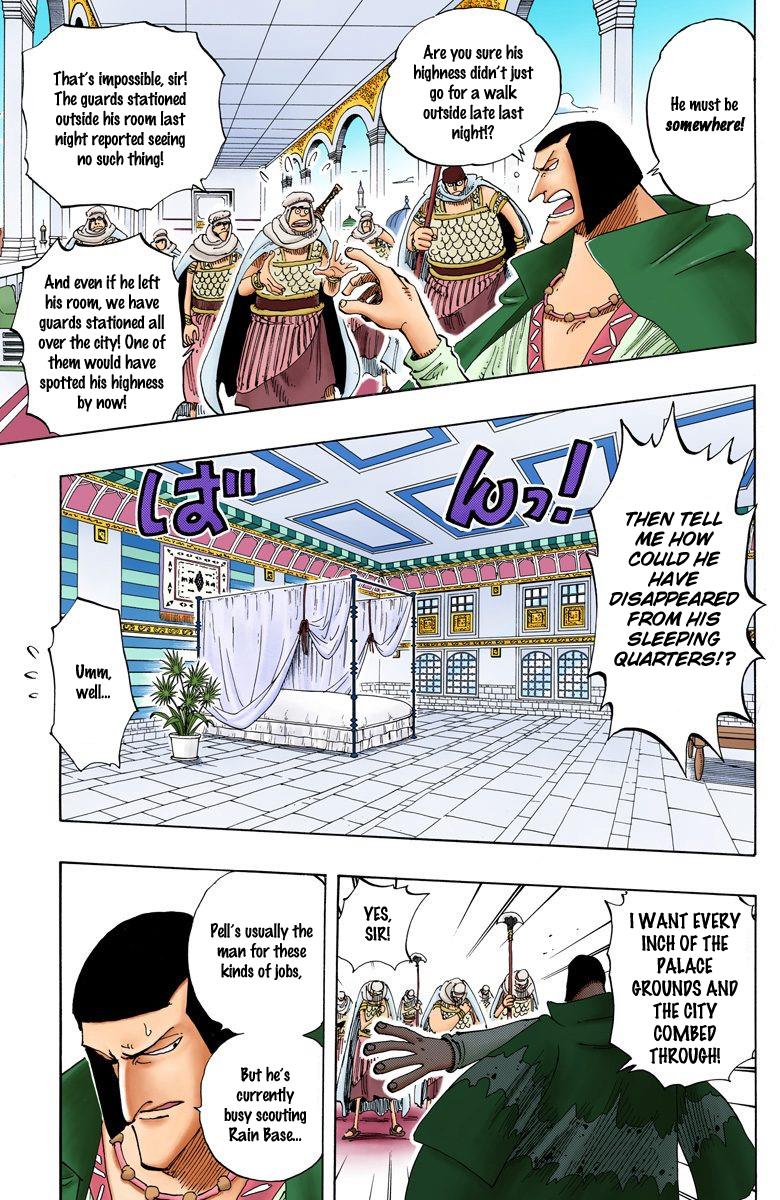 He must be
somewhere!
Are you sure his
highness didn't just
go for a walk
outside late last
night!?
That's impossible, sir!
The guards stationed
outside his room last
night reported seeing
no such thing!
And even if he left
his room, we have
guards stationed all
over the city! One of
them would have
spotted his highness
by now!
THEN TELL
ME HOW
COULD HE
HAVE
DISAPPEARED
FROM HIS
SLEEPING
QUARTERS!?
ばんっ!
Umm,
well...
I WANT EVERY
INCH OF THE
PALACE
GROUNDS AND
THE CITY
COMBED
THROUGH!
YES,
SIR!
Pell's usually the
man for these
kinds of jobs,
But he's
currently
busy scouting
Rain Base...